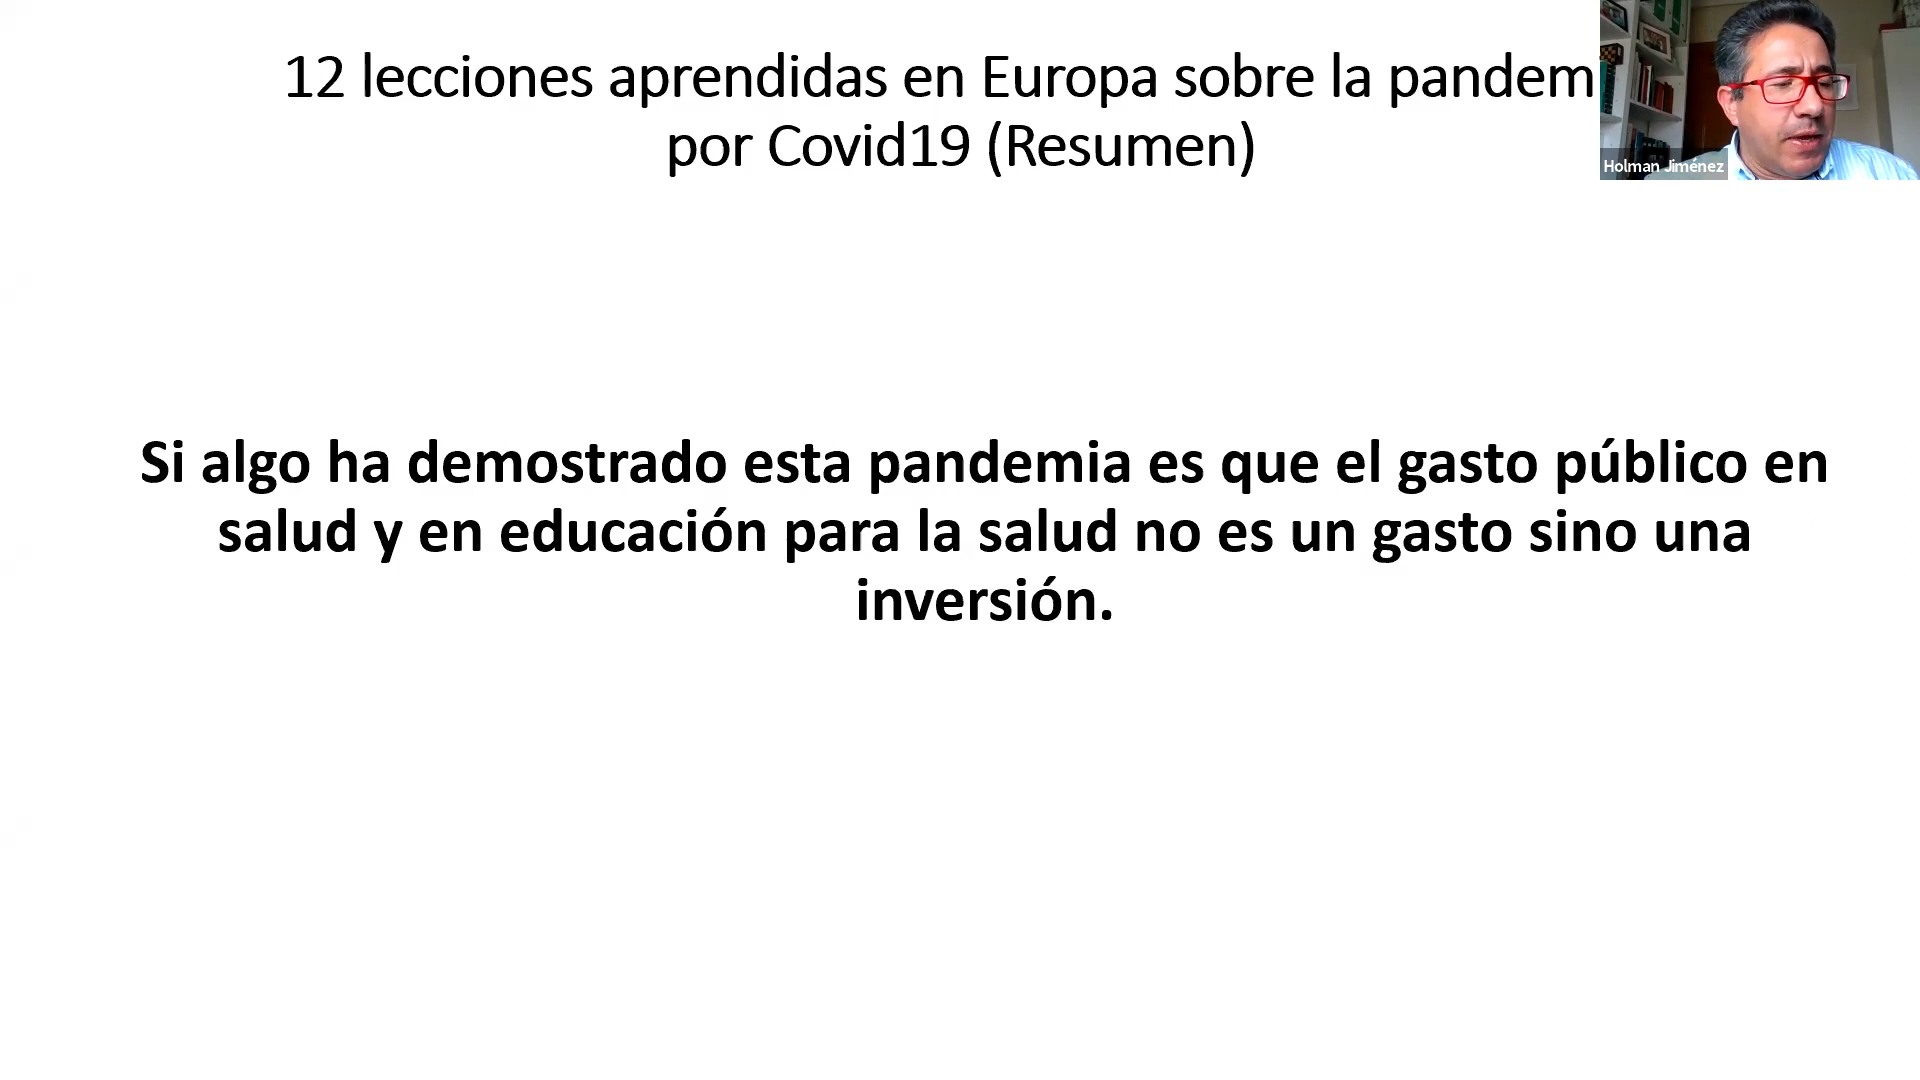 12 lecciones aprendidas en Europa sobre la pandem
por Covid19 (Resumen)
Holman Jiménez
Si algo ha demostrado esta pandemia es que el gasto público en
salud y en educación para la salud no es un gasto sino una
inversión.